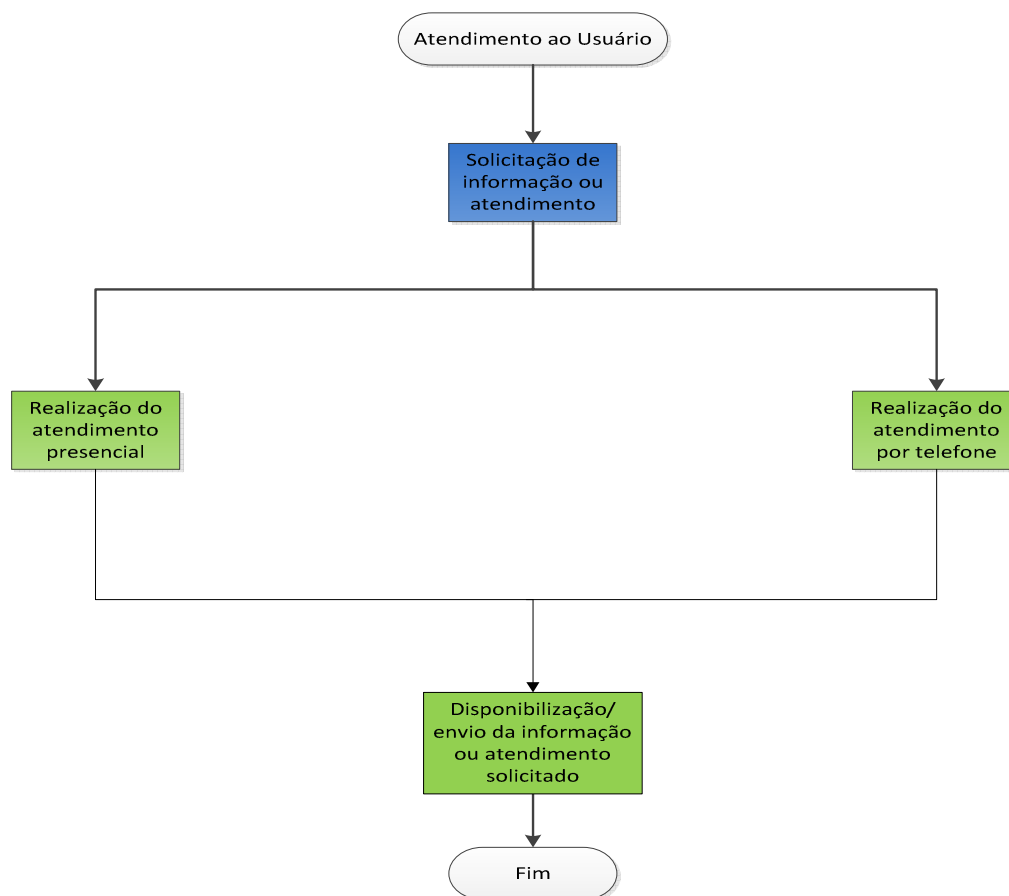 Atendimento ao Usuário
Solicitação de
informação ou
atendimento
Realização do
atendimento
presencial
Realização do
atendimento
por telefone
Disponibilização/
envio da informação
ou atendimento
solicitado
Fim